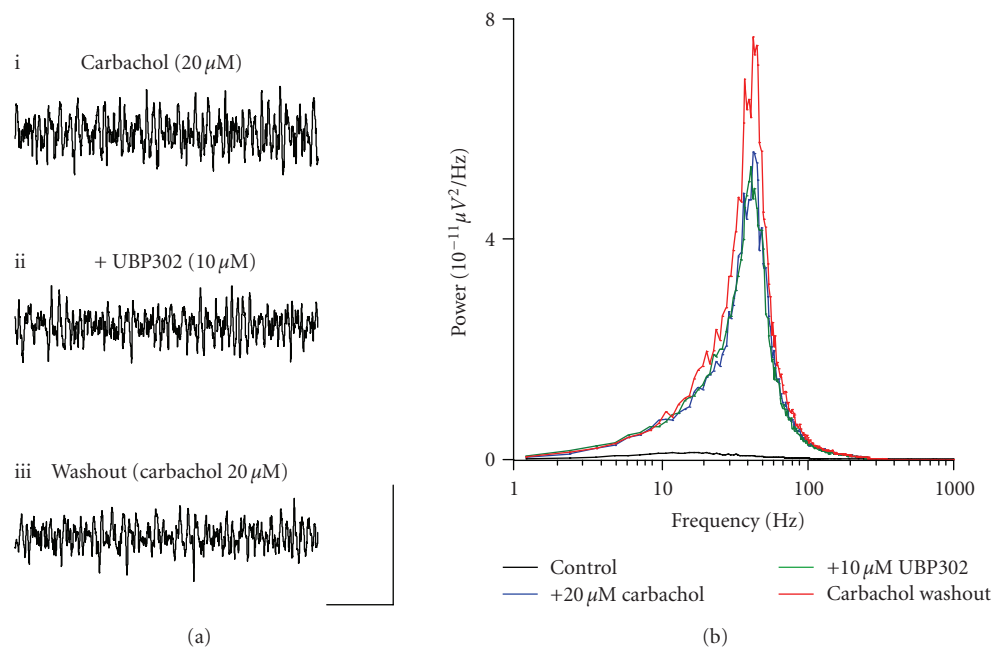 i Carbachol (20 μM)
ii + UBP302 (10 μM)
iii Washout (carbachol 20 μM)
(a)
8
4
0
Power (10⁻¹¹ μV²/Hz)
1 10 100 1000
Frequency (Hz)
Control
+20 μM carbachol
+10 μM UBP302
Carbachol washout
(b)